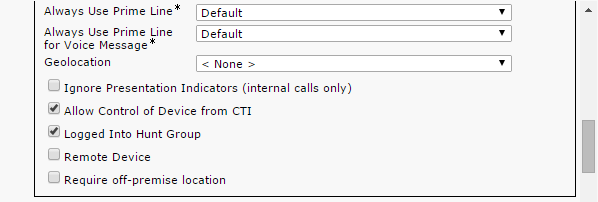 Always Use Prime Line*
Default
Always Use Prime Line
for Voice Message*
Default
Geolocation
< None >
Ignore Presentation Indicators (internal calls only)
Allow Control of Device from CTI
Logged Into Hunt Group
Remote Device
Require off-premise location